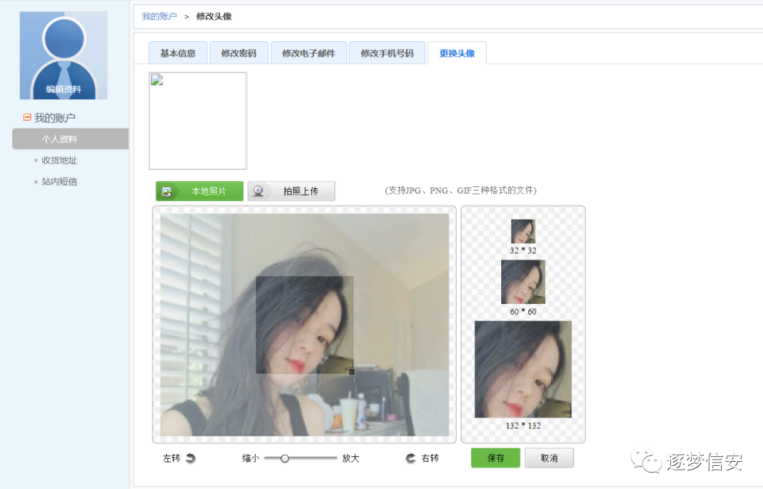 我的账户 > 修改头像
编辑资料
我的账户
个人资料
收货地址
站内短信
基本信息 修改密码 修改电子邮件 修改手机号码 更换头像
本地照片 拍照上传 (支持JPG、PNG、GIF三种格式的文件)
32 * 32
60 * 60
132 * 132
左转 缩小 放大 右转 保存 取消
逐梦信安